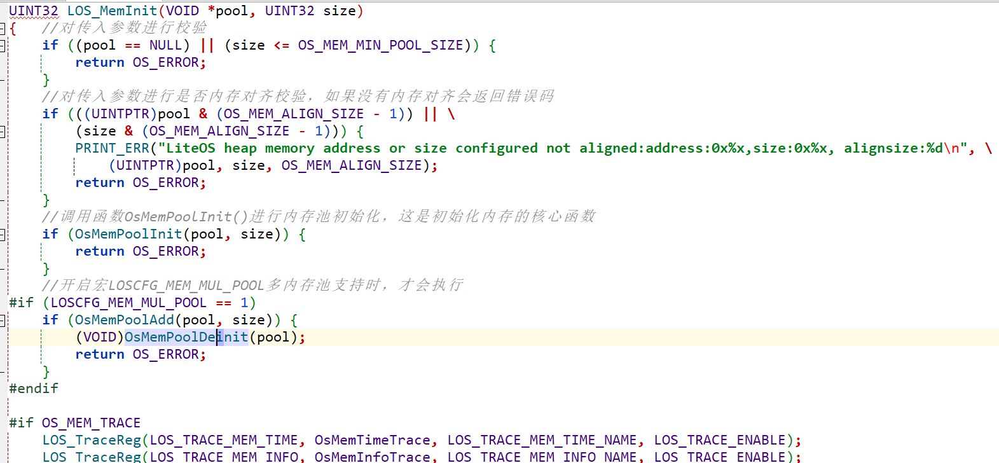 UINT32 LOS_MemInit(VOID *pool, UINT32 size)
{   //对传入参数进行校验
    if ((pool == NULL) || (size <= OS_MEM_MIN_POOL_SIZE)) {
        return OS_ERROR;
    }
    //对传入参数进行是否内存对齐校验，如果没有内存对齐会返回错误码
    if (((UINTPTR)pool & (OS_MEM_ALIGN_SIZE - 1)) || \
        (size & (OS_MEM_ALIGN_SIZE - 1))) {
        PRINT_ERR("LiteOS heap memory address or size configured not aligned:address:0x%x,size:0x%x, alignsize:%d\n", \
            (UINTPTR)pool, size, OS_MEM_ALIGN_SIZE);
        return OS_ERROR;
    }
    //调用函数OsMemPoolInit()进行内存池初始化，这是初始化内存的核心函数
    if (OsMemPoolInit(pool, size)) {
        return OS_ERROR;
    }
    //开启宏LOSCFG_MEM_MUL_POOL多内存池支持时，才会执行
#if (LOSCFG_MEM_MUL_POOL == 1)
    if (OsMemPoolAdd(pool, size)) {
        (VOID)OsMemPoolDeinit(pool);
        return OS_ERROR;
    }
#endif
#if OS_MEM_TRACE
    LOS_TraceReg(LOS_TRACE_MEM_TIME, OsMemTimeTrace, LOS_TRACE_MEM_TIME_NAME, LOS_TRACE_ENABLE);
    LOS_TraceReg(LOS_TRACE_MEM_INFO, OsMemInfoTrace, LOS_TRACE_MEM_INFO_NAME, LOS_TRACE_ENABLE);